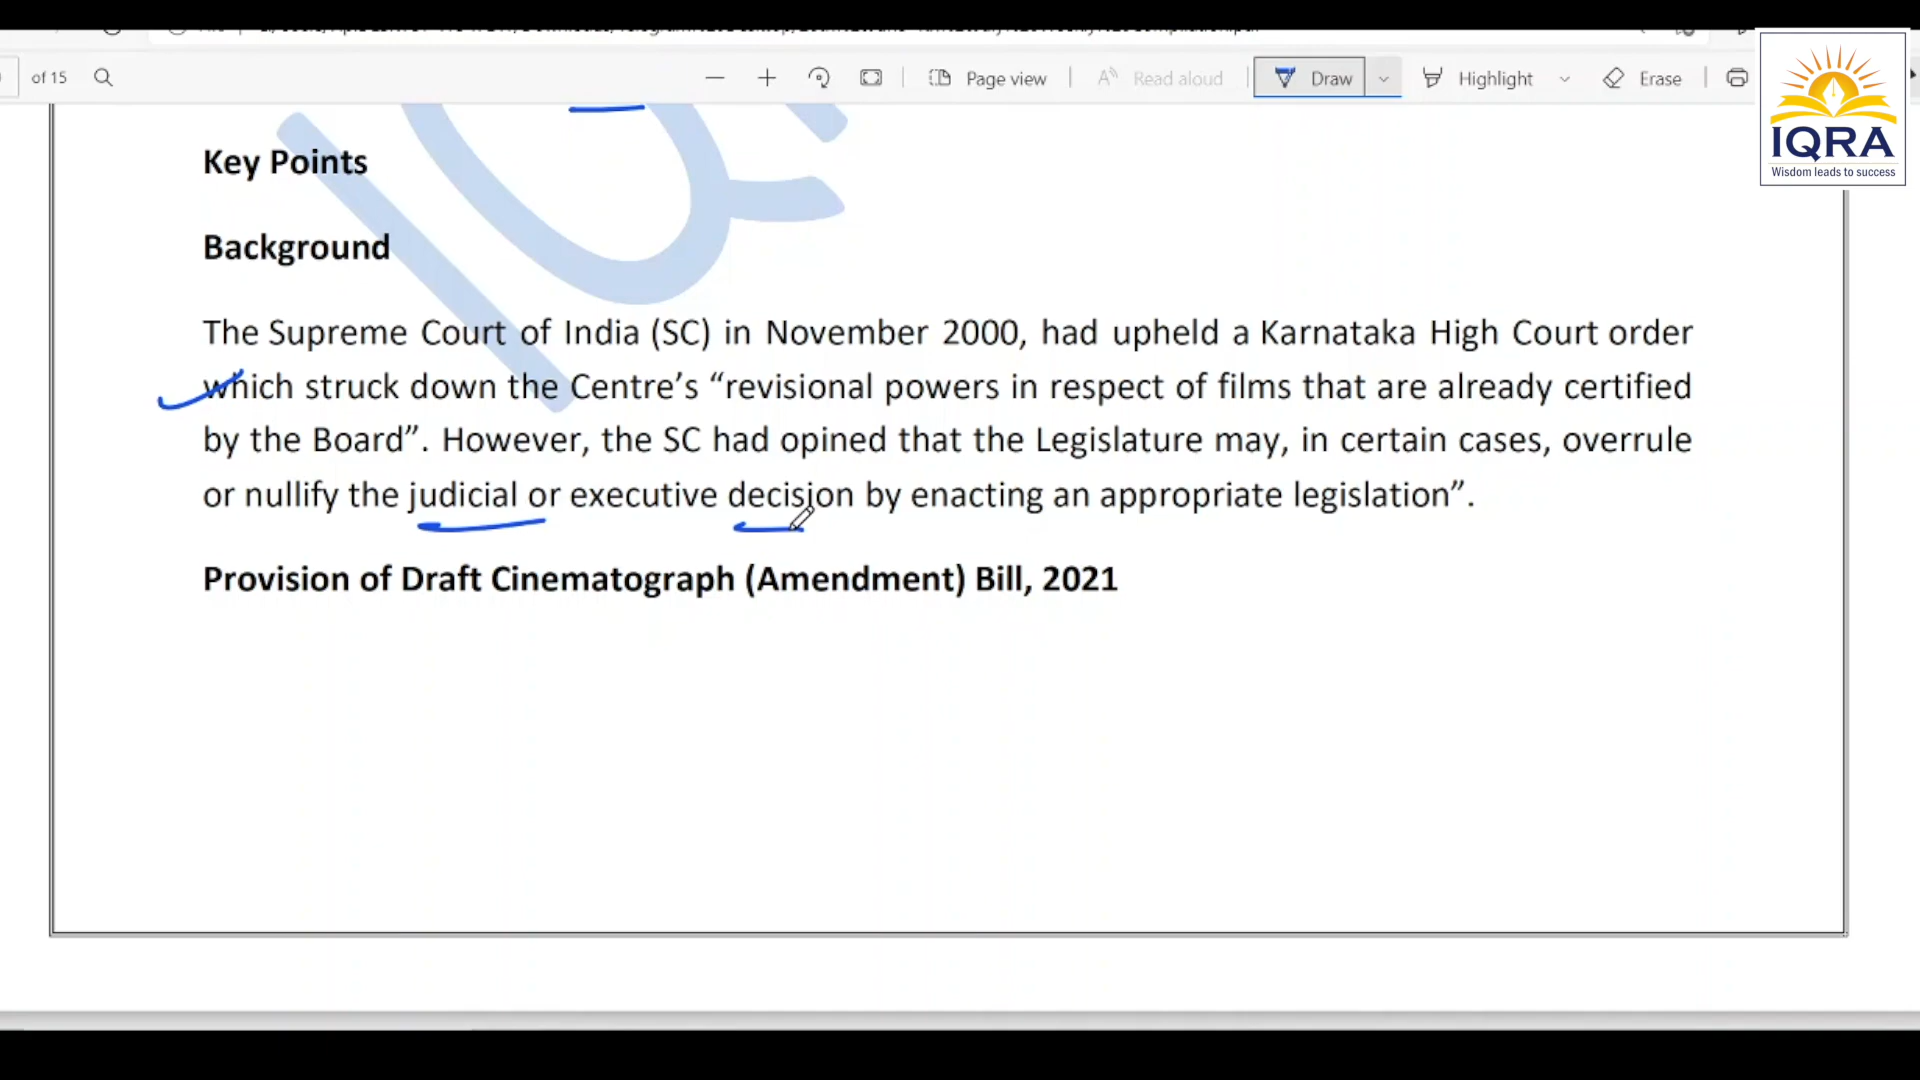 of 15
Page view
Read aloud
Draw
Highlight
Erase
IQRA
Wisdom leads to success
Key Points
Background
The Supreme Court of India (SC) in November 2000, had upheld a Karnataka High Court order
which struck down the Centre’s “revisional powers in respect of films that are already certified
by the Board”. However, the SC had opined that the Legislature may, in certain cases, overrule
or nullify the judicial or executive decision by enacting an appropriate legislation”.
Provision of Draft Cinematograph (Amendment) Bill, 2021